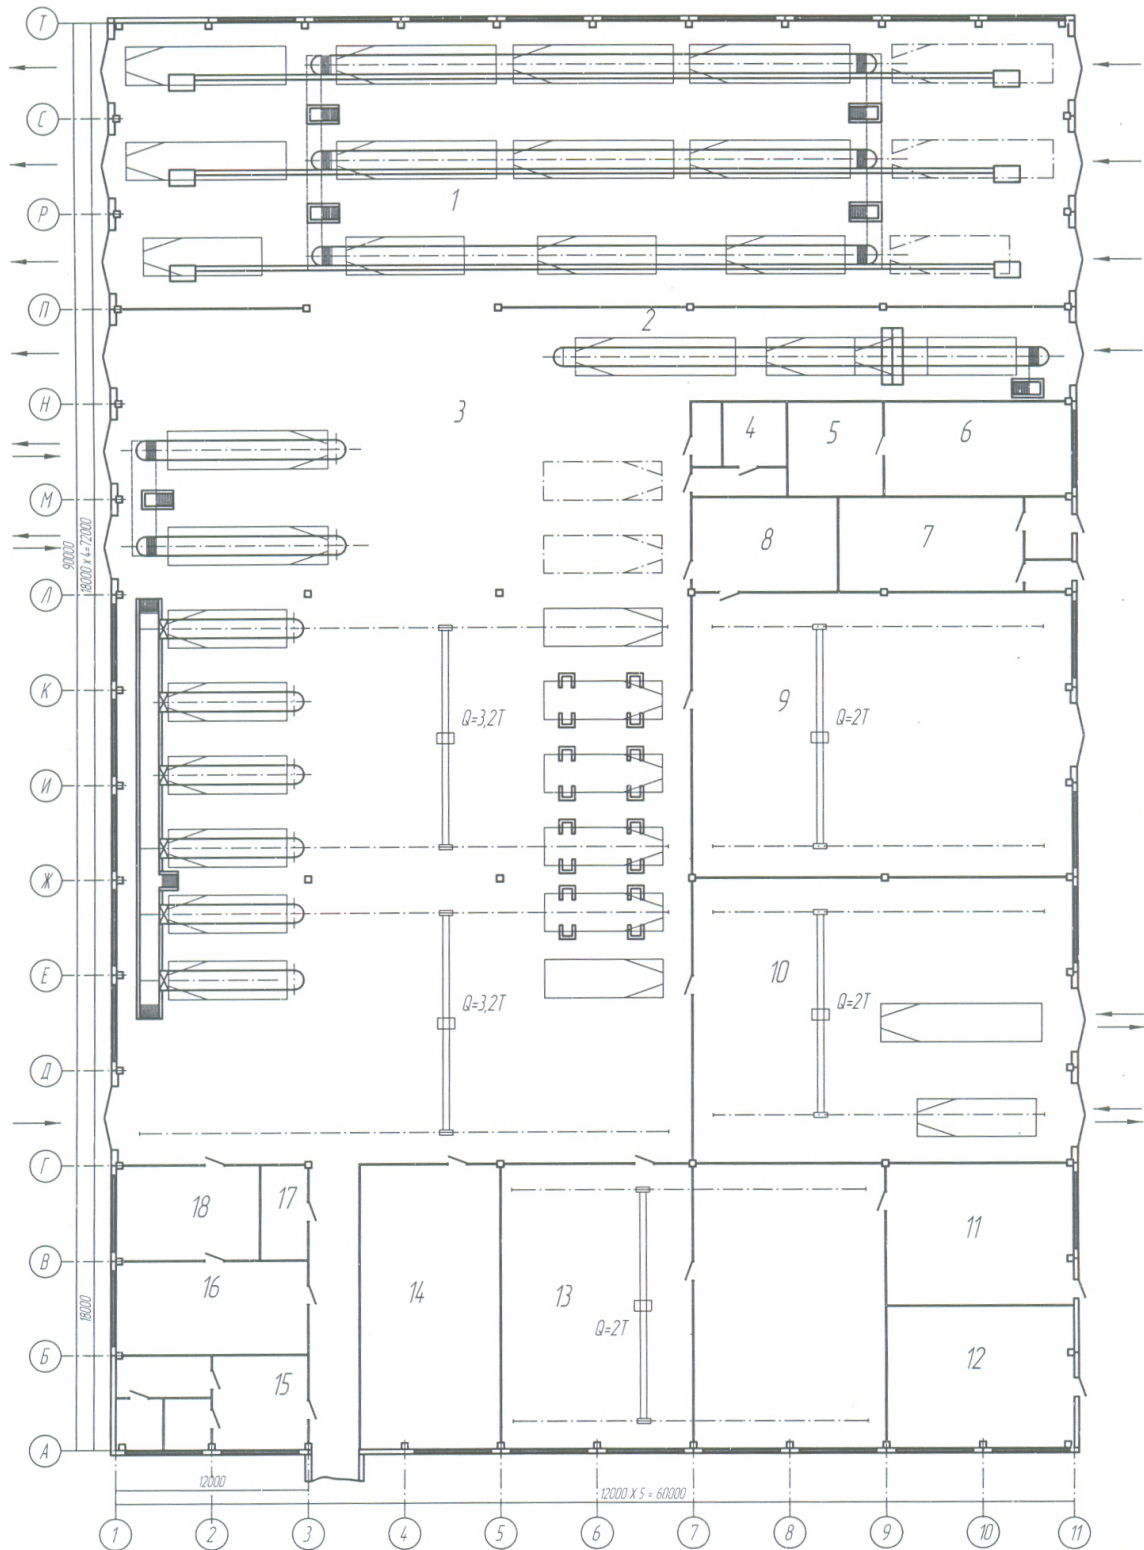 Т
С
1
Р
П
2
Н
3
4
5
6
М
90000
18000 х 4=72000
8
7
Л
К
Q=3,2Т
9
Q=2Т
И
Ж
Е
10
Q=3,2Т
Q=2Т
Д
Г
18
17
11
В
16
14
13
18000
Q=2Т
12
Б
15
А
12000
12000 X 5 = 60000
1
2
3
4
5
6
7
8
9
10
11